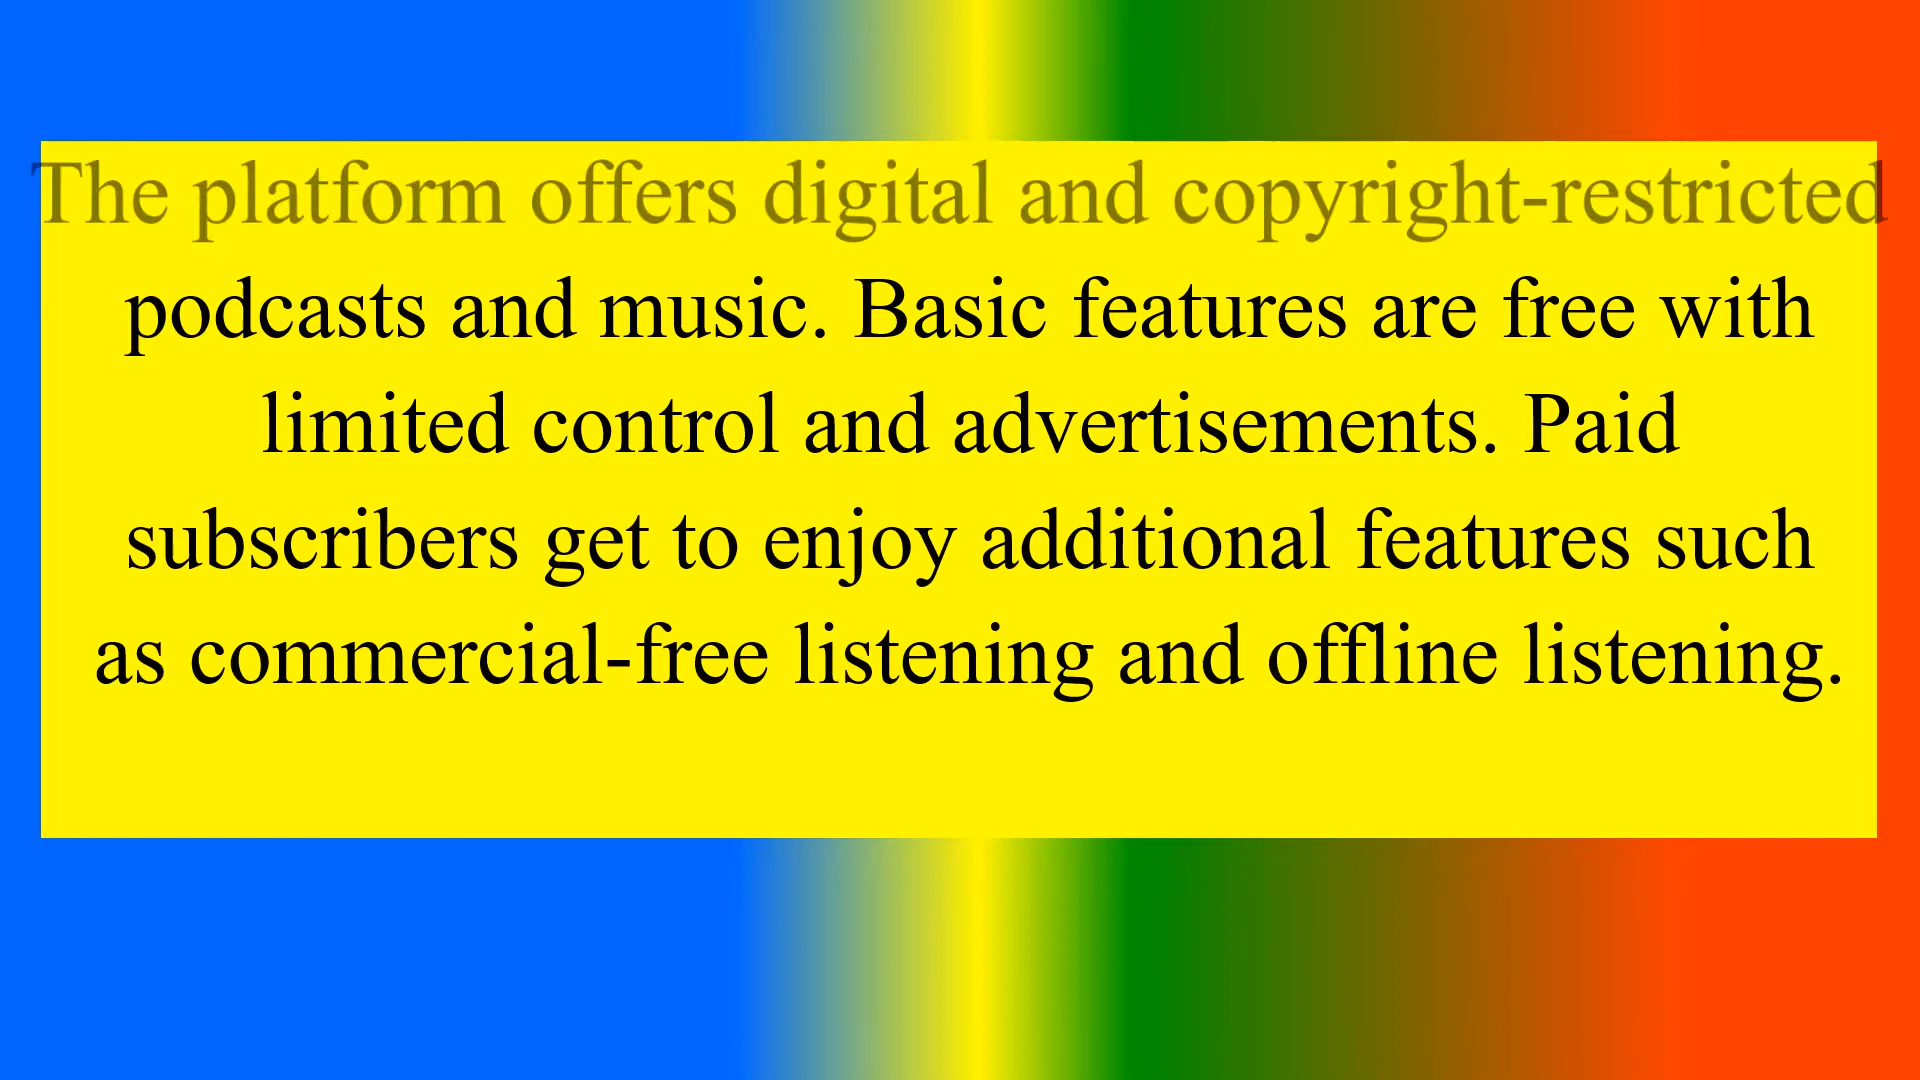 The platform offers digital and copyright-restricted
podcasts and music. Basic features are free with
limited control and advertisements. Paid
subscribers get to enjoy additional features such
as commercial-free listening and offline listening.